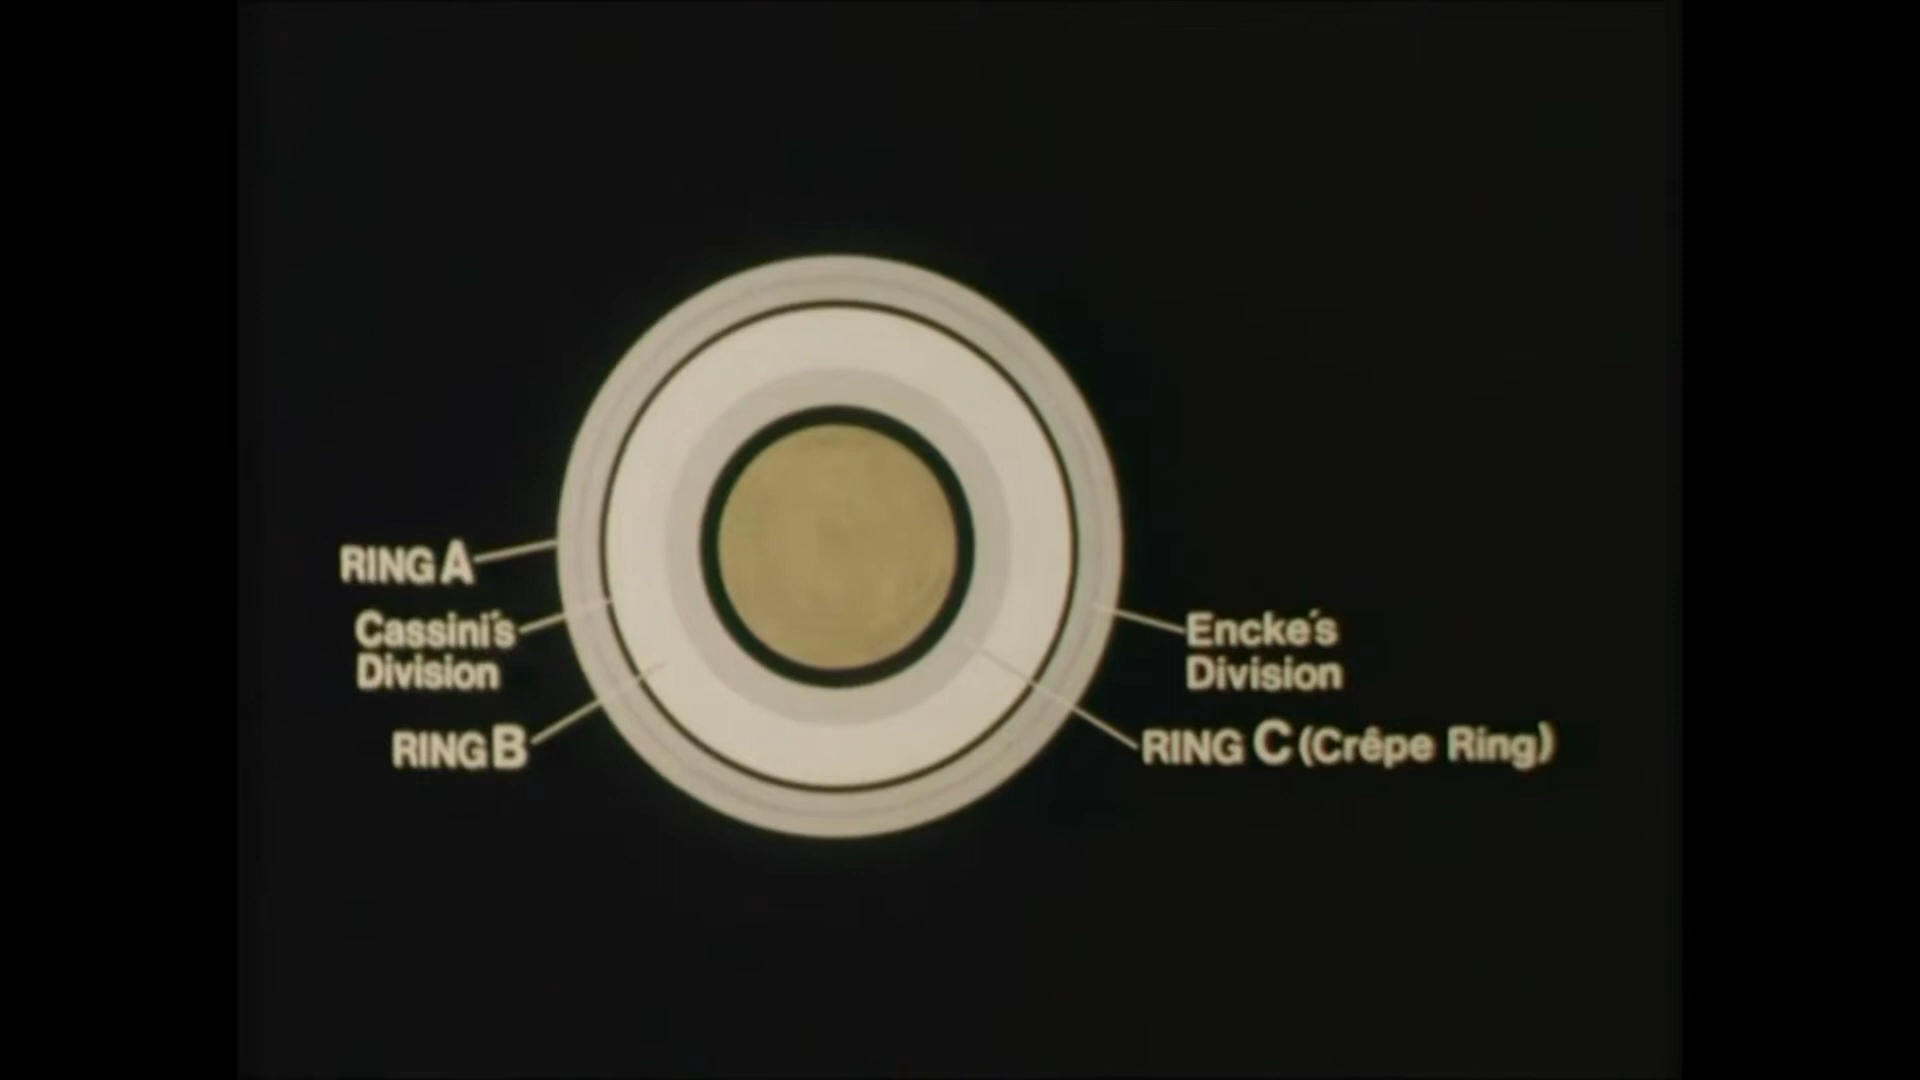 RING A
Cassini's
Division
RING B
Encke's
Division
RING C (Crêpe Ring)